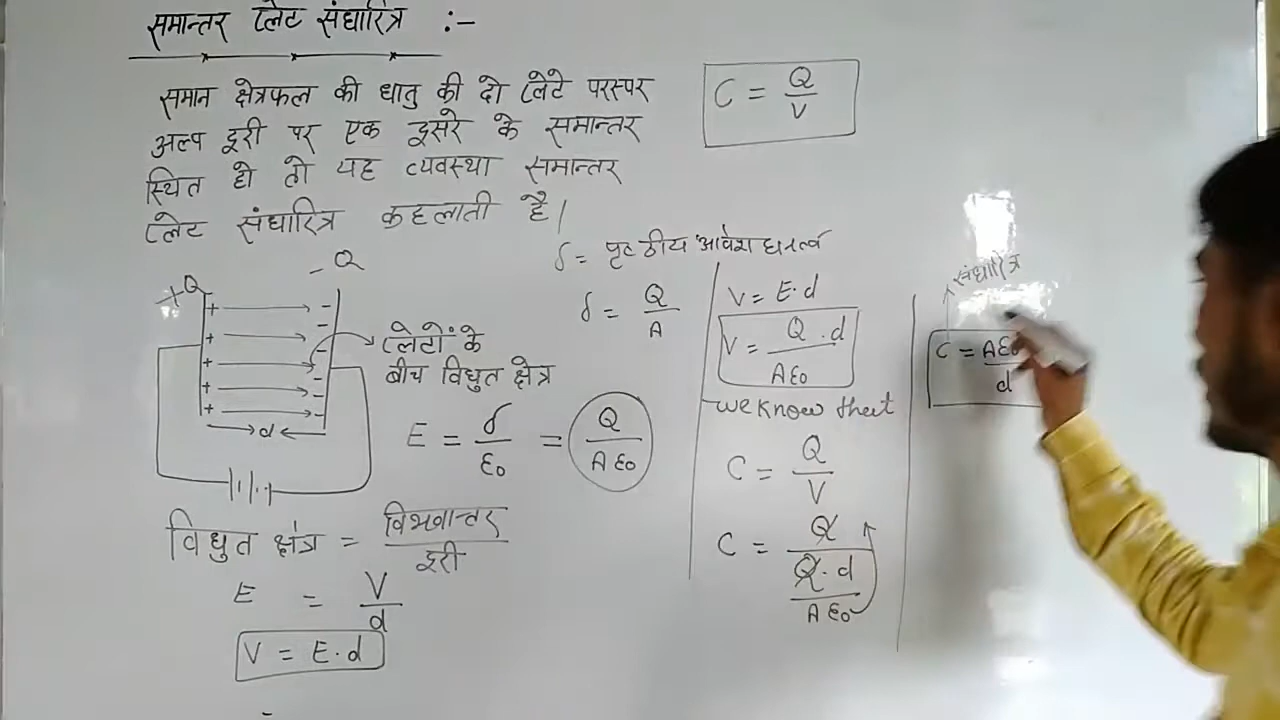 समान्तर प्लेट संधारित्र :-
समान क्षेत्रफल की धातु की दो प्लेटे परस्पर
अल्प दूरी पर एक दूसरे के समान्तर
स्थित हो तो यह व्यवस्था समान्तर
प्लेट संधारित्र कहलाती है।
C = Q/V
+Q
- Q
d
प्लेटों के
बीच विधुत क्षेत्र
E = σ/ε₀ = Q/Aε₀
विधुत क्षेत्र = विभवान्तर/दूरी
E = V/d
V = E·d
σ = पृष्ठीय आवेश घनत्व
σ = Q/A
V = E·d
V = Q·d/Aε₀
we know that
C = Q/V
C = Q/(Q·d/Aε₀)
संधारित्र
C = Aε₀/d